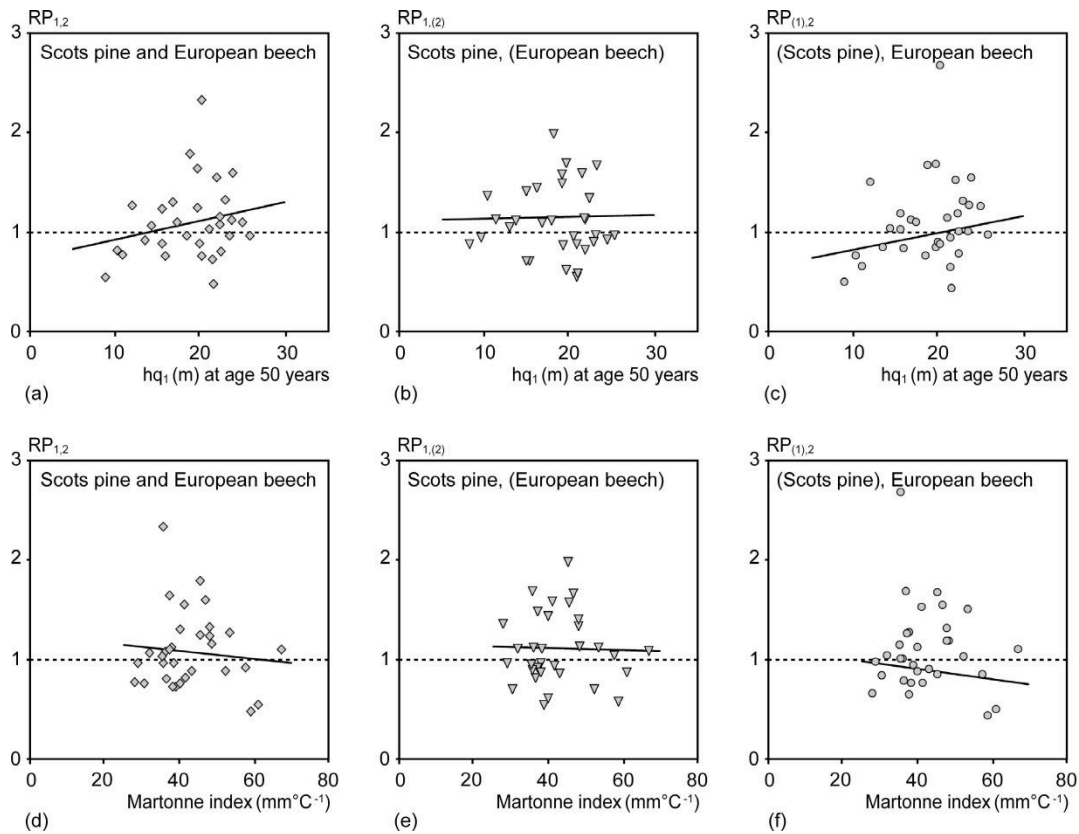 RP1,2 RP1,(2) RP(1),2
3 3 3
Scots pine and European beech Scots pine, (European beech) (Scots pine), European beech
2 2 2
1 1 1
0 0 0
0 10 20 30 0 10 20 30 0 10 20 30
hq1 (m) at age 50 years hq1 (m) at age 50 years hq1 (m) at age 50 years
(a) (b) (c)
RP1,2 RP1,(2) RP(1),2
3 3 3
Scots pine and European beech Scots pine, (European beech) (Scots pine), European beech
2 2 2
1 1 1
0 0 0
0 20 40 60 80 0 20 40 60 80 0 20 40 60 80
Martonne index (mm°C-1) Martonne index (mm°C-1) Martonne index (mm°C-1)
(d) (e) (f)